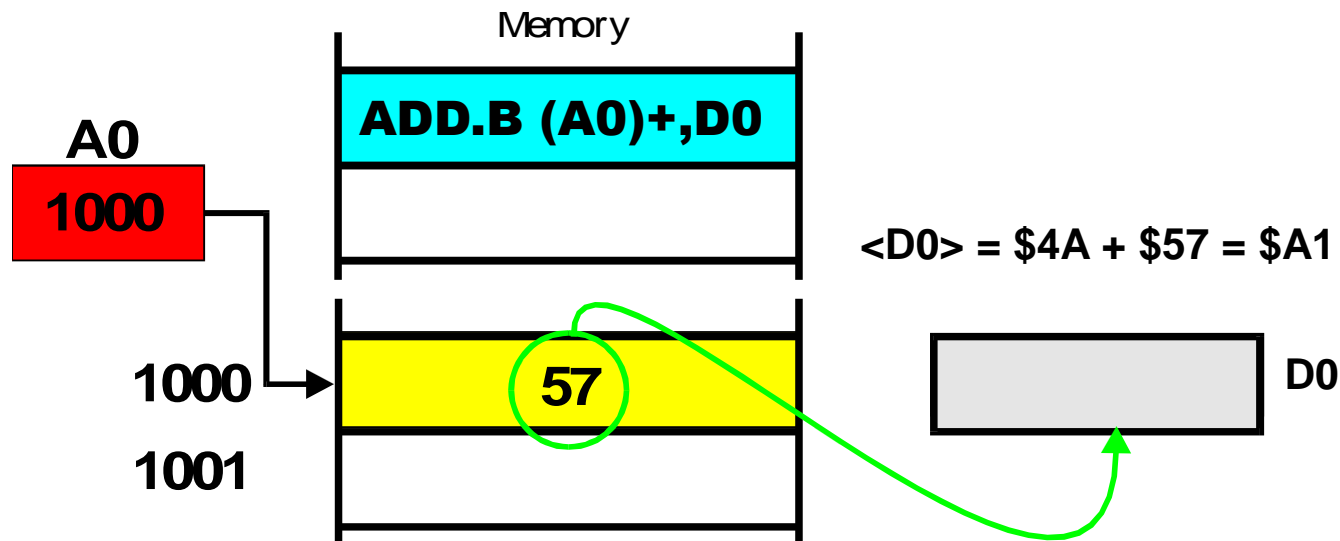 Memory
ADD.B (A0)+,D0
A0
1000
<D0> = $4A + $57 = $A1
1000
57
D0
1001